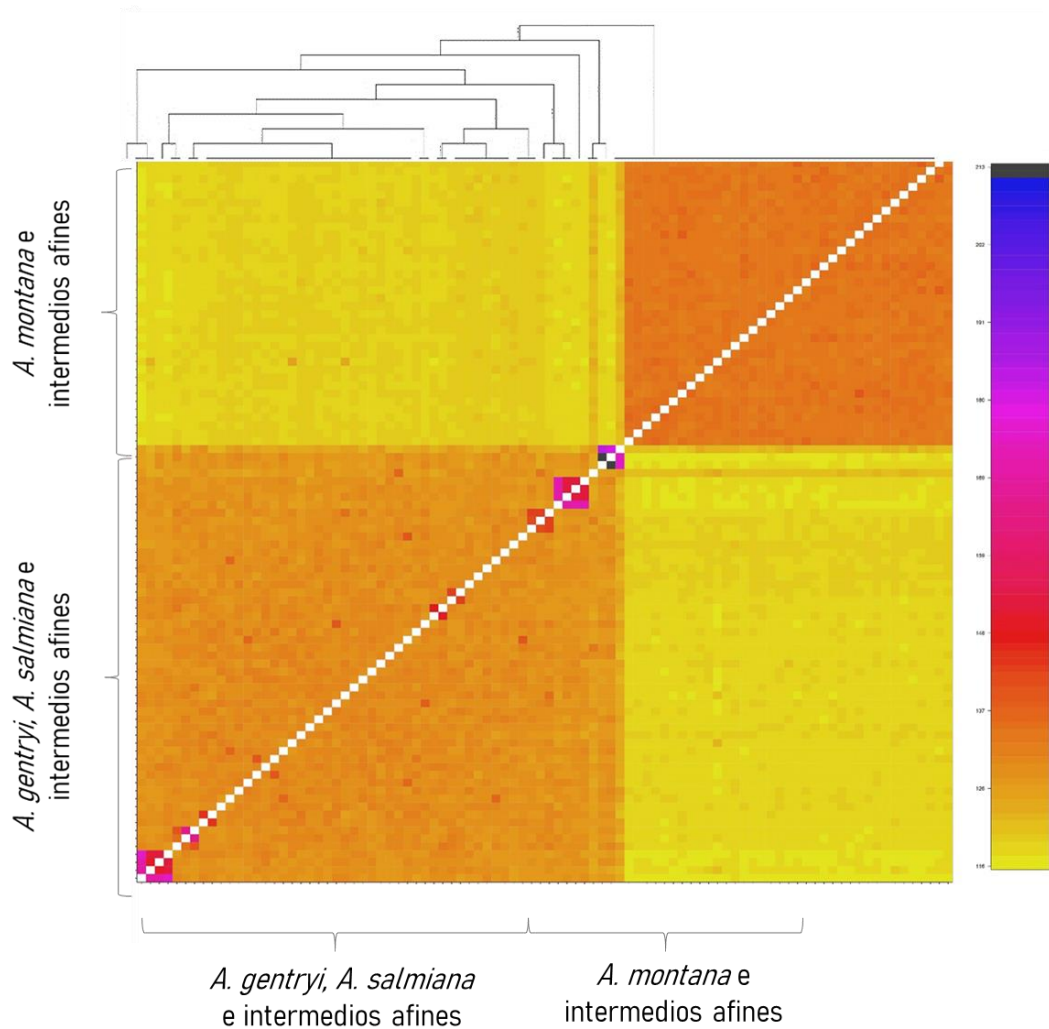 A. montana e
intermedios afines
A. gentryi, A. salmiana e
intermedios afines
213
202
191
180
169
159
148
137
126
116
A. gentryi, A. salmiana
e intermedios afines
A. montana e
intermedios afines